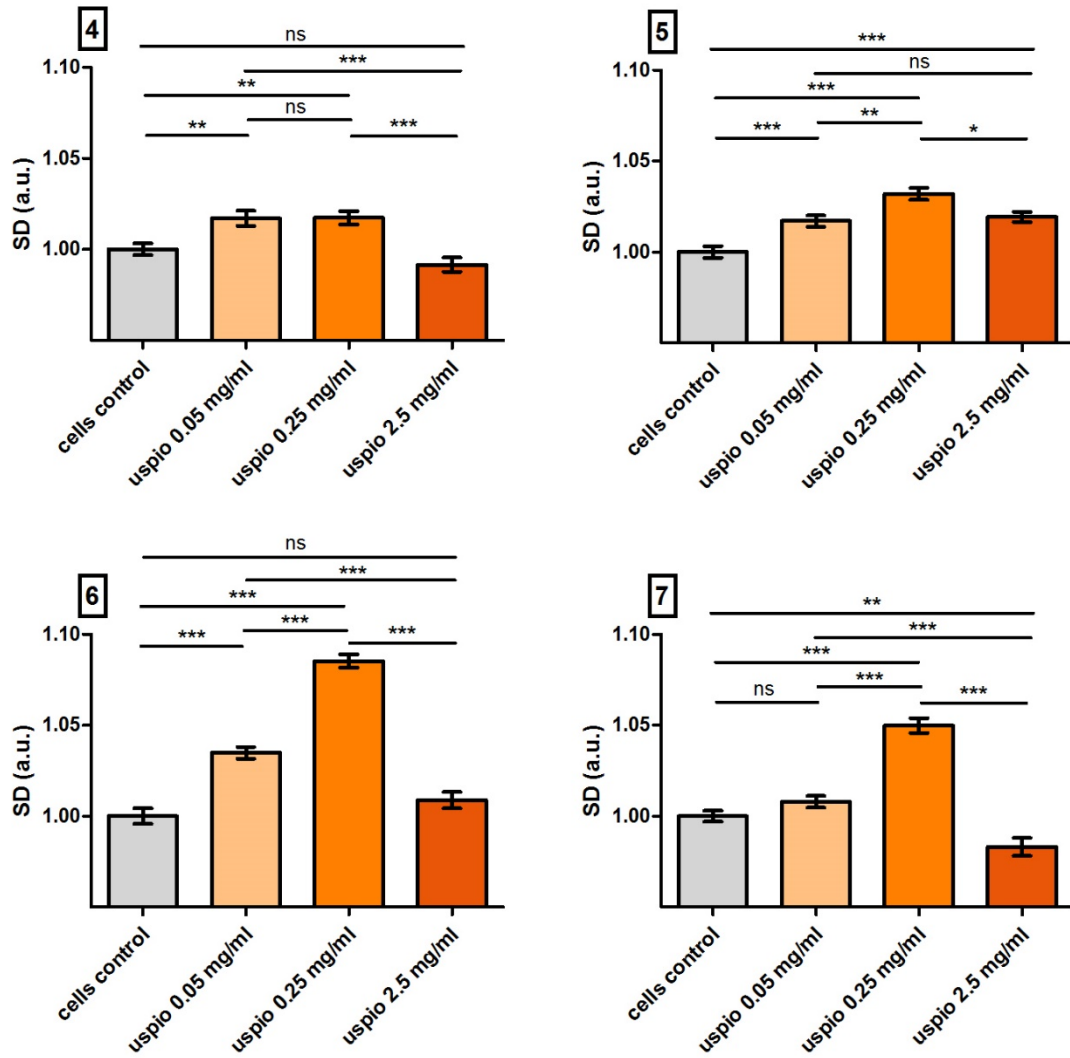 4
ns
***
**
ns
**
***
1.10
1.05
1.00
SD (a.u.)
cells control
uspio 0.05 mg/ml
uspio 0.25 mg/ml
uspio 2.5 mg/ml
5
***
ns
***
**
***
*
1.10
1.05
1.00
SD (a.u.)
cells control
uspio 0.05 mg/ml
uspio 0.25 mg/ml
uspio 2.5 mg/ml
6
ns
***
***
***
***
***
1.10
1.05
1.00
SD (a.u.)
cells control
uspio 0.05 mg/ml
uspio 0.25 mg/ml
uspio 2.5 mg/ml
7
**
***
***
***
ns
***
1.10
1.05
1.00
SD (a.u.)
cells control
uspio 0.05 mg/ml
uspio 0.25 mg/ml
uspio 2.5 mg/ml